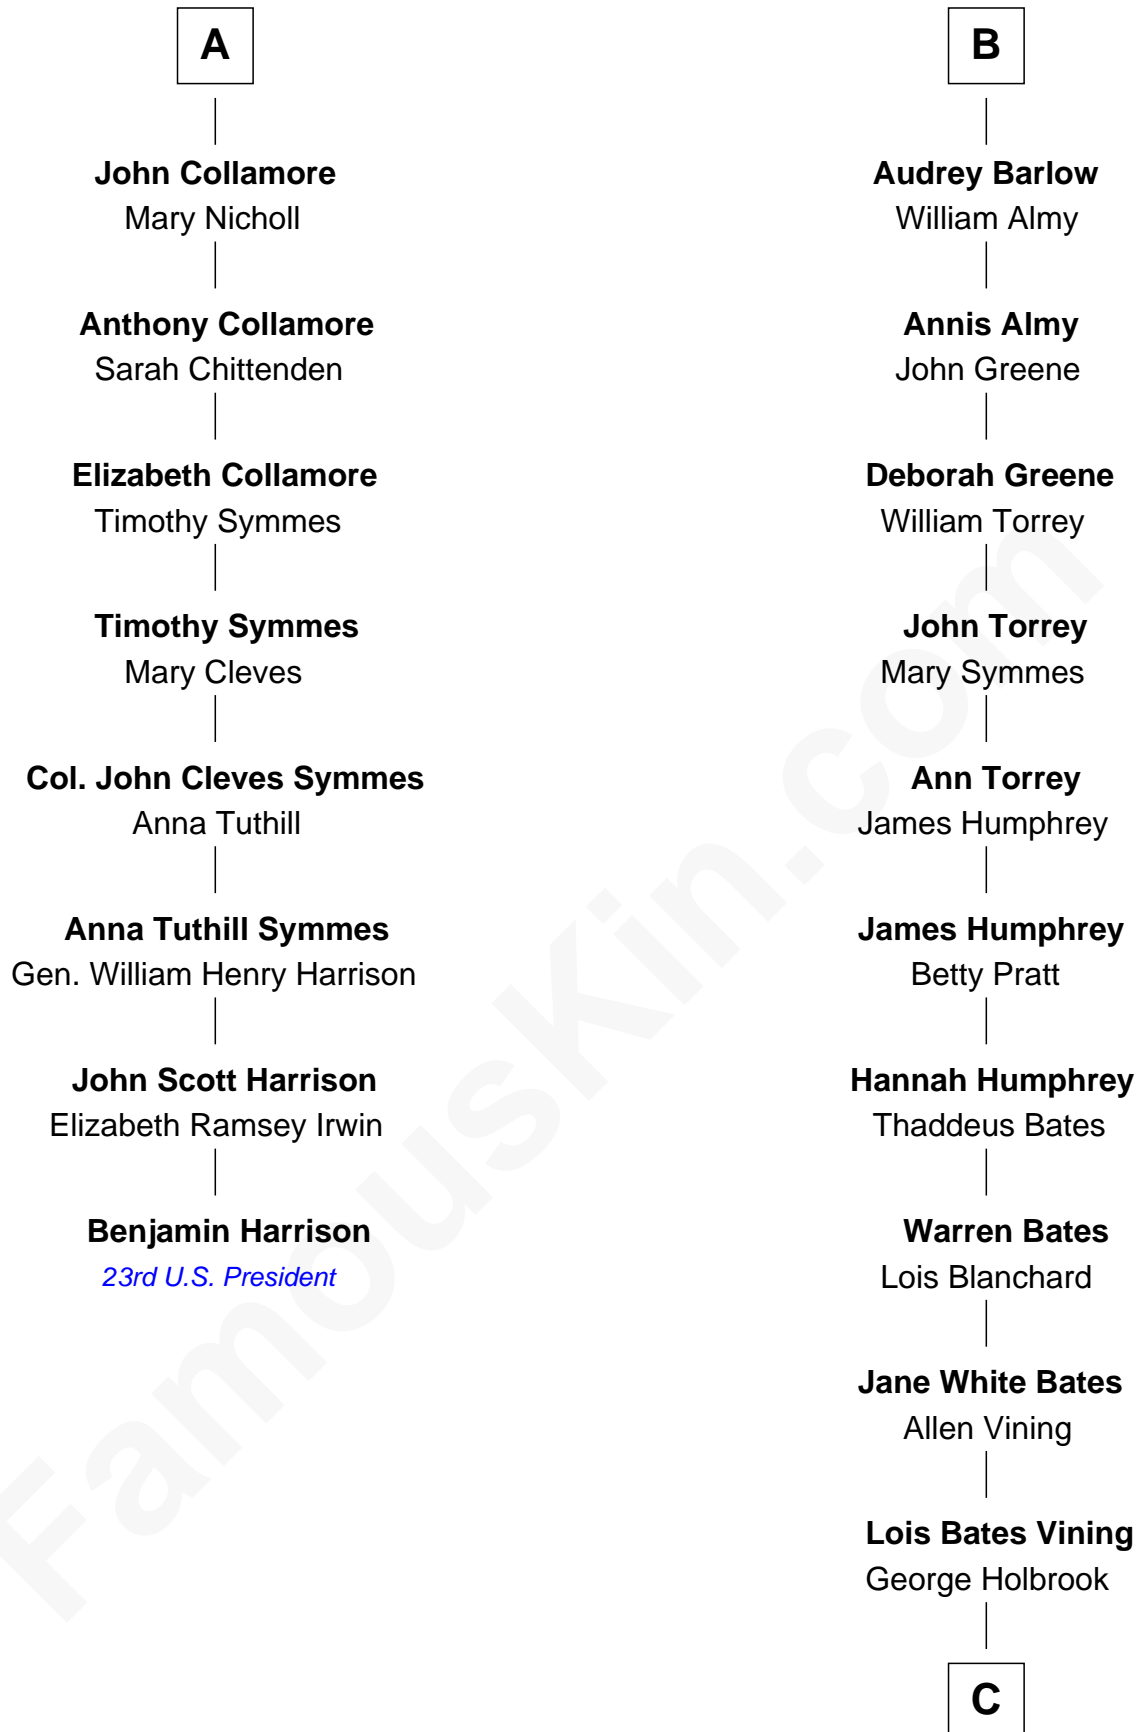 A
John Collamore
Mary Nicholl
Anthony Collamore
Sarah Chittenden
Elizabeth Collamore
Timothy Symmes
Timothy Symmes
Mary Cleves
Col. John Cleves Symmes
Anna Tuthill
Anna Tuthill Symmes
Gen. William Henry Harrison
John Scott Harrison
Elizabeth Ramsey Irwin
Benjamin Harrison
23rd U.S. President
B
Audrey Barlow
William Almy
Annis Almy
John Greene
Deborah Greene
William Torrey
John Torrey
Mary Symmes
Ann Torrey
James Humphrey
James Humphrey
Betty Pratt
Hannah Humphrey
Thaddeus Bates
Warren Bates
Lois Blanchard
Jane White Bates
Allen Vining
Lois Bates Vining
George Holbrook
C
FamousKin.com